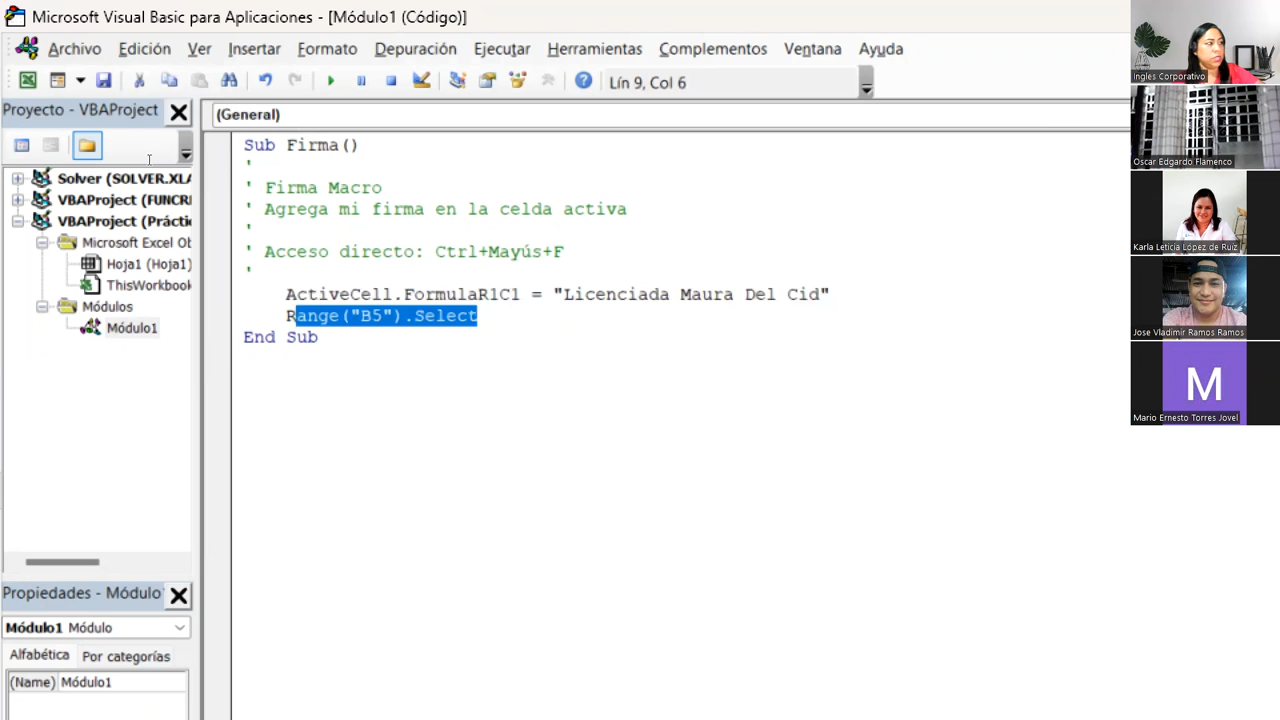 Microsoft Visual Basic para Aplicaciones - [Módulo1 (Código)]
Archivo Edición Ver Insertar Formato Depuración Ejecutar Herramientas Complementos Ventana Ayuda
Lín 9, Col 6
Proyecto - VBAProject
(General)
Solver (SOLVER.XLA
VBAProject (FUNCRE
VBAProject (Práctic
Microsoft Excel Ob
Hoja1 (Hoja1)
ThisWorkbook
Módulos
Módulo1
Sub Firma()
'
' Firma Macro
' Agrega mi firma en la celda activa
'
' Acceso directo: Ctrl+Mayús+F
'
ActiveCell.FormulaR1C1 = "Licenciada Maura Del Cid"
Range("B5").Select
End Sub
Propiedades - Módulo
Módulo1 Módulo
Alfabética Por categorías
(Name) Módulo1
Ingles Corporativo
Oscar Edgardo Flamenco
Karla Leticia López de Ruiz
Jose Vladimir Ramos Ramos
M
Mario Ernesto Torres Jovel